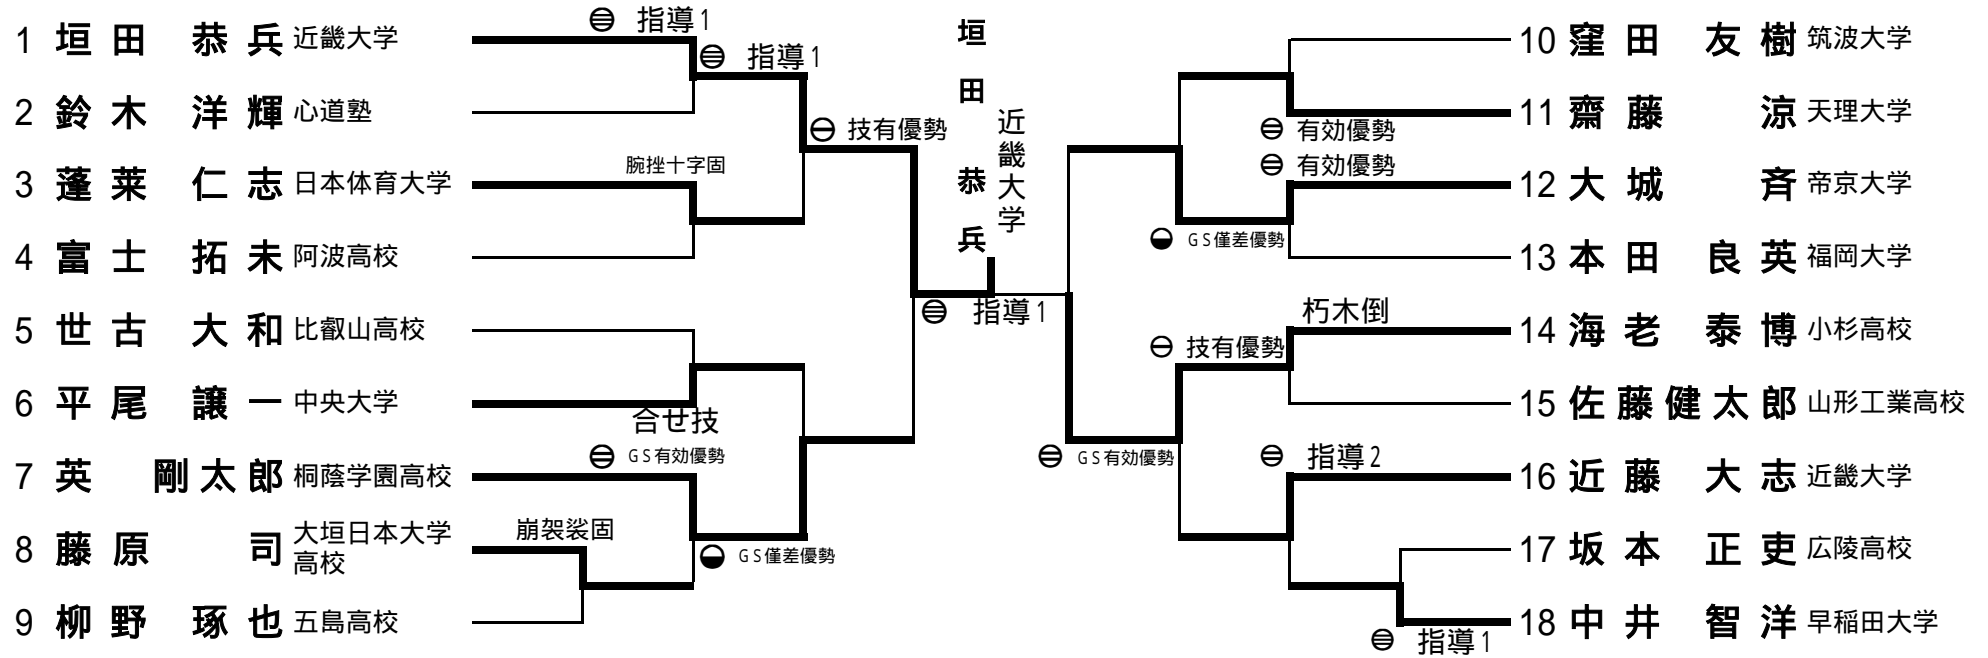 1 垣田 恭兵 近畿大学
2 鈴木 洋輝 心道塾
3 蓬莱 仁志 日本体育大学
4 富士 拓未 阿波高校
5 世古 大和 比叡山高校
6 平尾 譲一 中央大学
7 英 剛太郎 桐蔭学園高校
8 藤原 司 大垣日本大学
高校
9 柳野 琢也 五島高校
指導1
指導1
技有優勢
腕挫十字固
合せ技
GS有効優勢
崩袈裟固
GS僅差優勢
垣田 恭兵
近畿大学
指導1
有効優勢
有効優勢
GS僅差優勢
朽木倒
技有優勢
GS有効優勢
指導2
指導1
10 窪田 友樹 筑波大学
11 齋藤 涼 天理大学
12 大城 斉 帝京大学
13 本田 良英 福岡大学
14 海老 泰博 小杉高校
15 佐藤健太郎 山形工業高校
16 近藤 大志 近畿大学
17 坂本 正吏 広陵高校
18 中井 智洋 早稲田大学